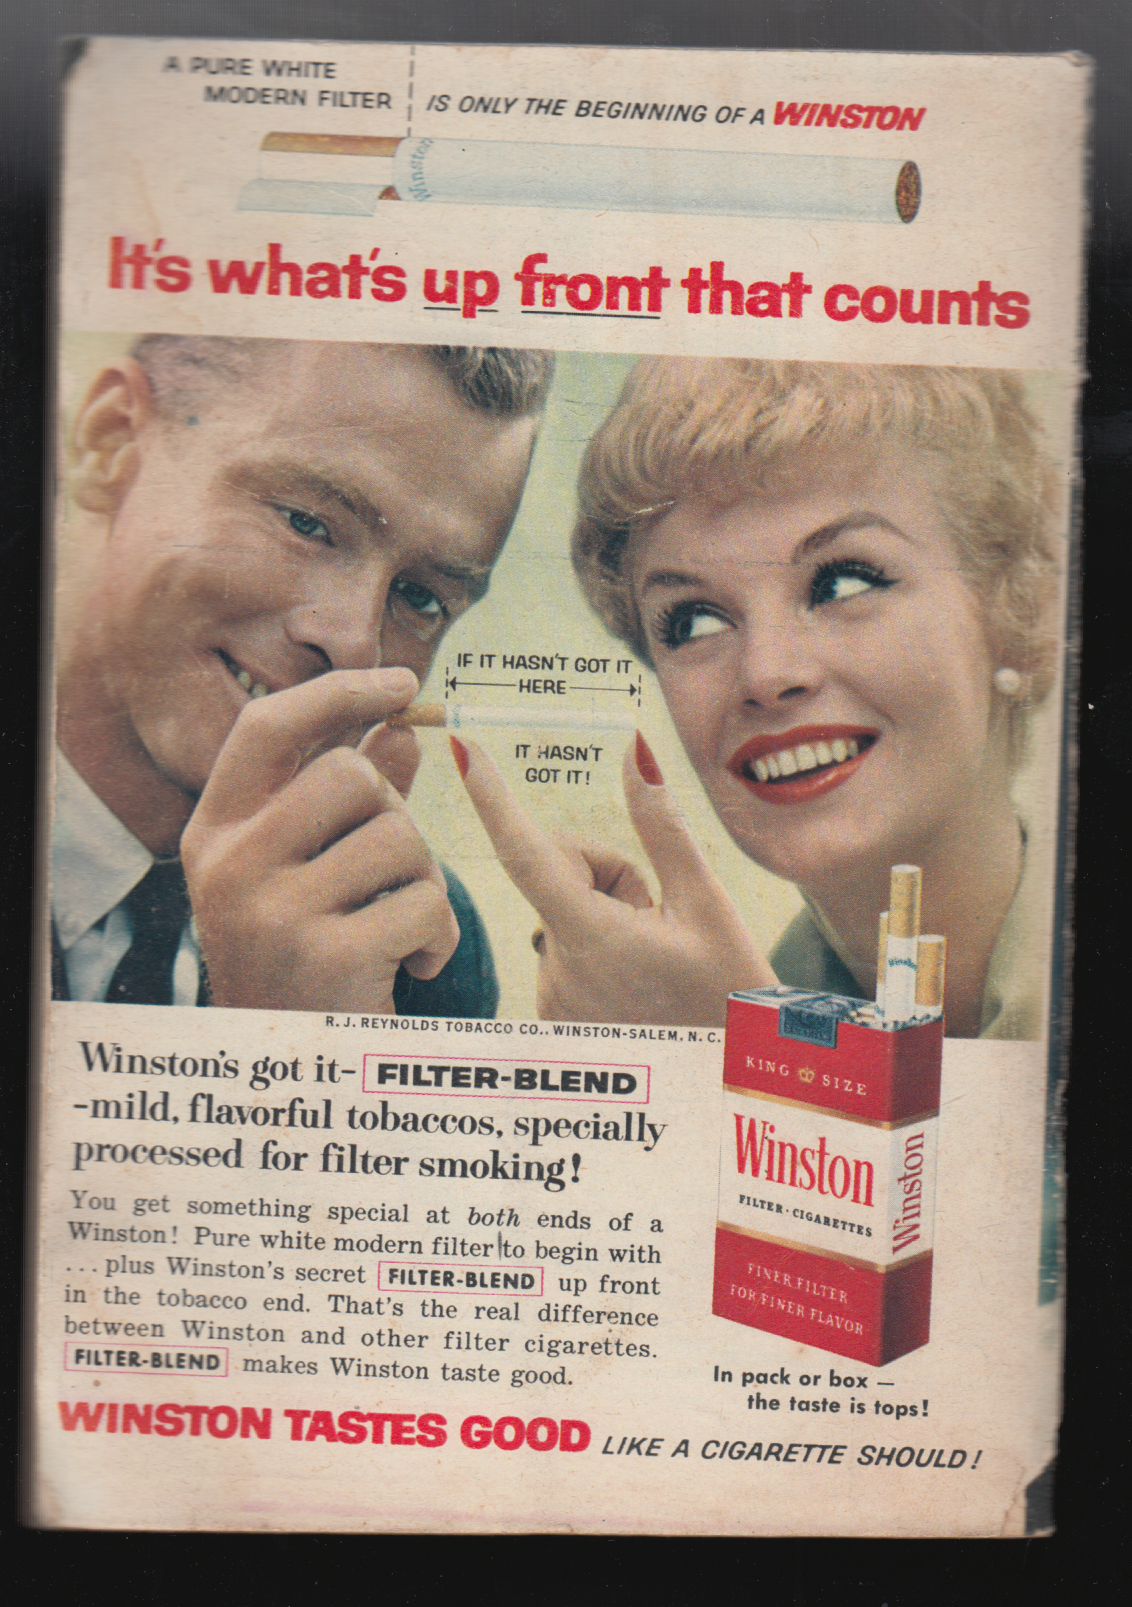 A PURE WHITE
MODERN FILTER
IS ONLY THE BEGINNING OF A WINSTON
Winston
It's what's up front that counts
IF IT HASN'T GOT IT
HERE
IT HASN'T
GOT IT!
R. J. REYNOLDS TOBACCO CO., WINSTON-SALEM, N. C.
Winston's got it- FILTER-BLEND
-mild, flavorful tobaccos, specially
processed for filter smoking!
You get something special at both ends of a
Winston! Pure white modern filter to begin with
...plus Winston's secret FILTER-BLEND up front
in the tobacco end. That's the real difference
between Winston and other filter cigarettes.
FILTER-BLEND makes Winston taste good.
Winston
KING SIZE
Winston
FILTER·CIGARETTES
Winston
FINER FILTER
FOR FINER FLAVOR
In pack or box —
the taste is tops!
WINSTON TASTES GOOD LIKE A CIGARETTE SHOULD!